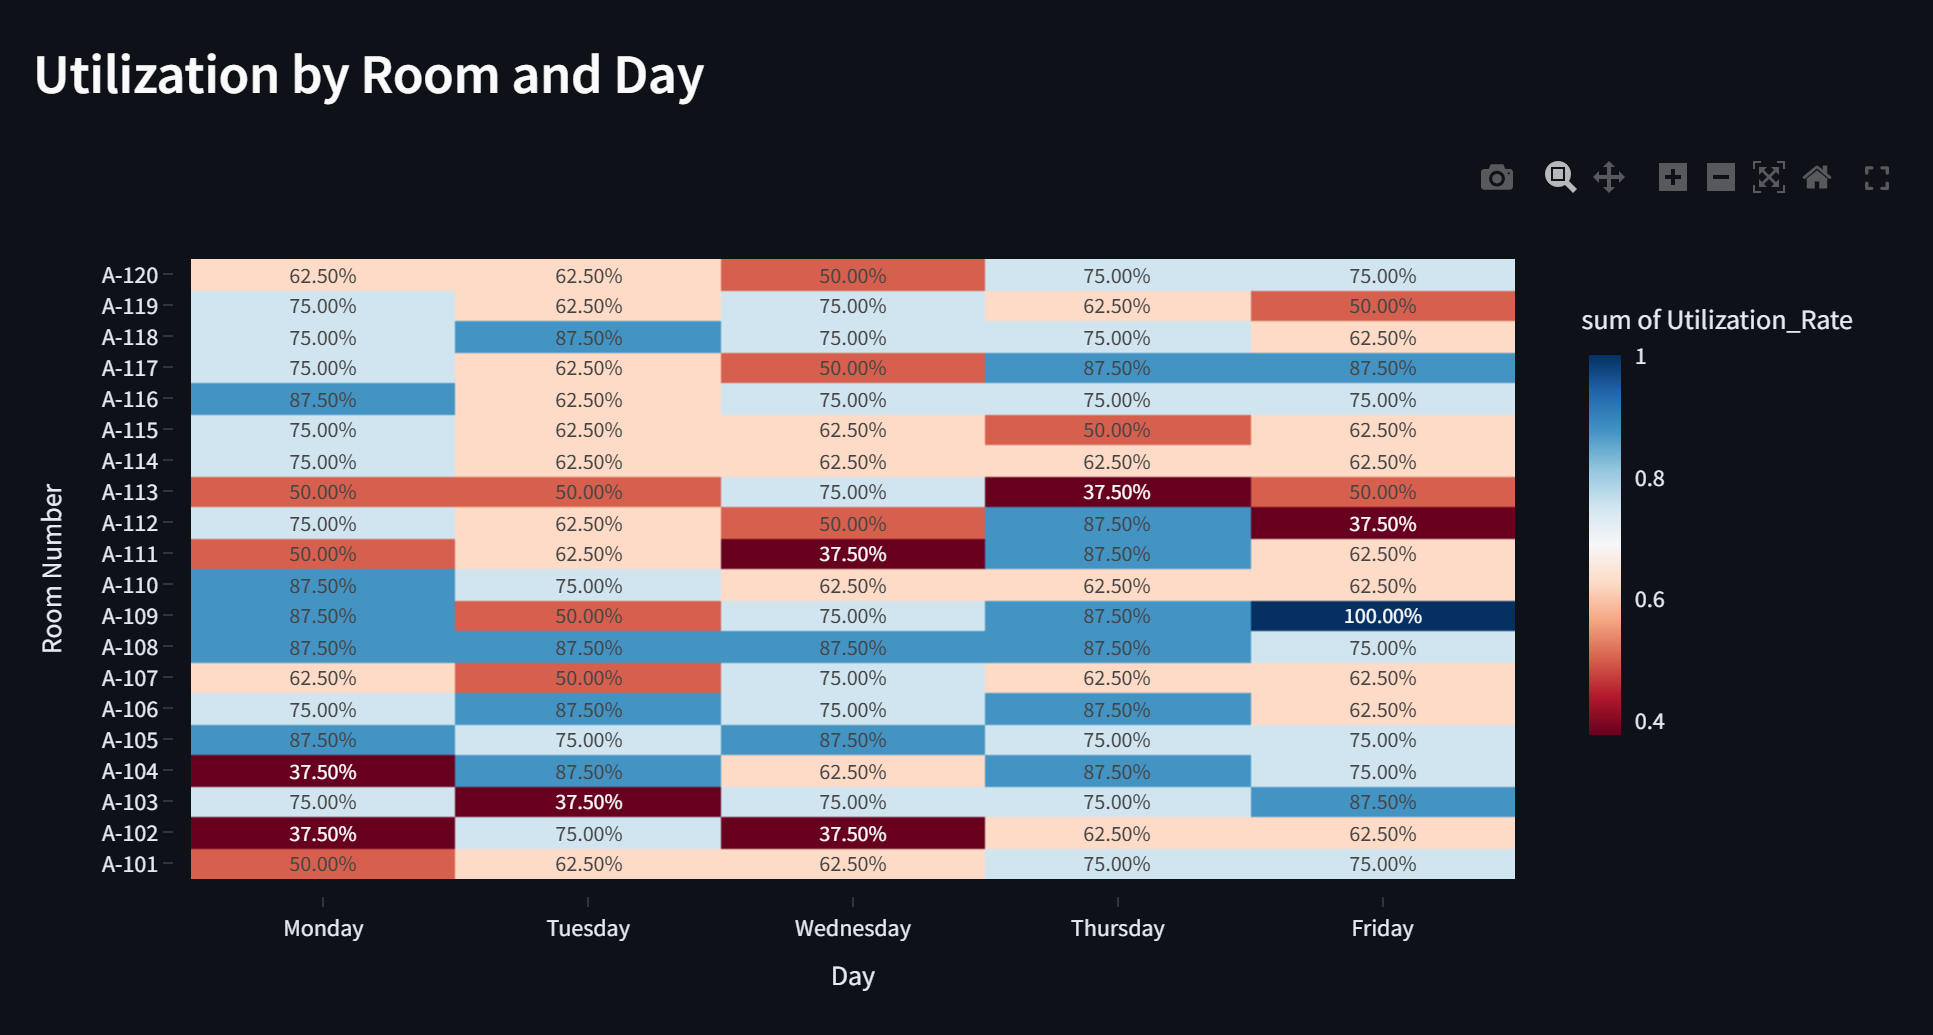 Utilization by Room and Day
A-120 62.50% 62.50% 50.00% 75.00% 75.00%
A-119 75.00% 62.50% 75.00% 62.50% 50.00%
sum of Utilization_Rate
A-118 75.00% 87.50% 75.00% 75.00% 62.50%
1
A-117 75.00% 62.50% 50.00% 87.50% 87.50%
A-116 87.50% 62.50% 75.00% 75.00% 75.00%
A-115 75.00% 62.50% 62.50% 50.00% 62.50%
A-114 75.00% 62.50% 62.50% 62.50% 62.50%
0.8
A-113 50.00% 50.00% 75.00% 37.50% 50.00%
A-112 75.00% 62.50% 50.00% 87.50% 37.50%
A-111 50.00% 62.50% 37.50% 87.50% 62.50%
Room Number
A-110 87.50% 75.00% 62.50% 62.50% 62.50%
0.6
A-109 87.50% 50.00% 75.00% 87.50% 100.00%
A-108 87.50% 87.50% 87.50% 87.50% 75.00%
A-107 62.50% 50.00% 75.00% 62.50% 62.50%
A-106 75.00% 87.50% 75.00% 87.50% 62.50%
0.4
A-105 87.50% 75.00% 87.50% 75.00% 75.00%
A-104 37.50% 87.50% 62.50% 87.50% 75.00%
A-103 75.00% 37.50% 75.00% 75.00% 87.50%
A-102 37.50% 75.00% 37.50% 62.50% 62.50%
A-101 50.00% 62.50% 62.50% 75.00% 75.00%
Monday Tuesday Wednesday Thursday Friday
Day